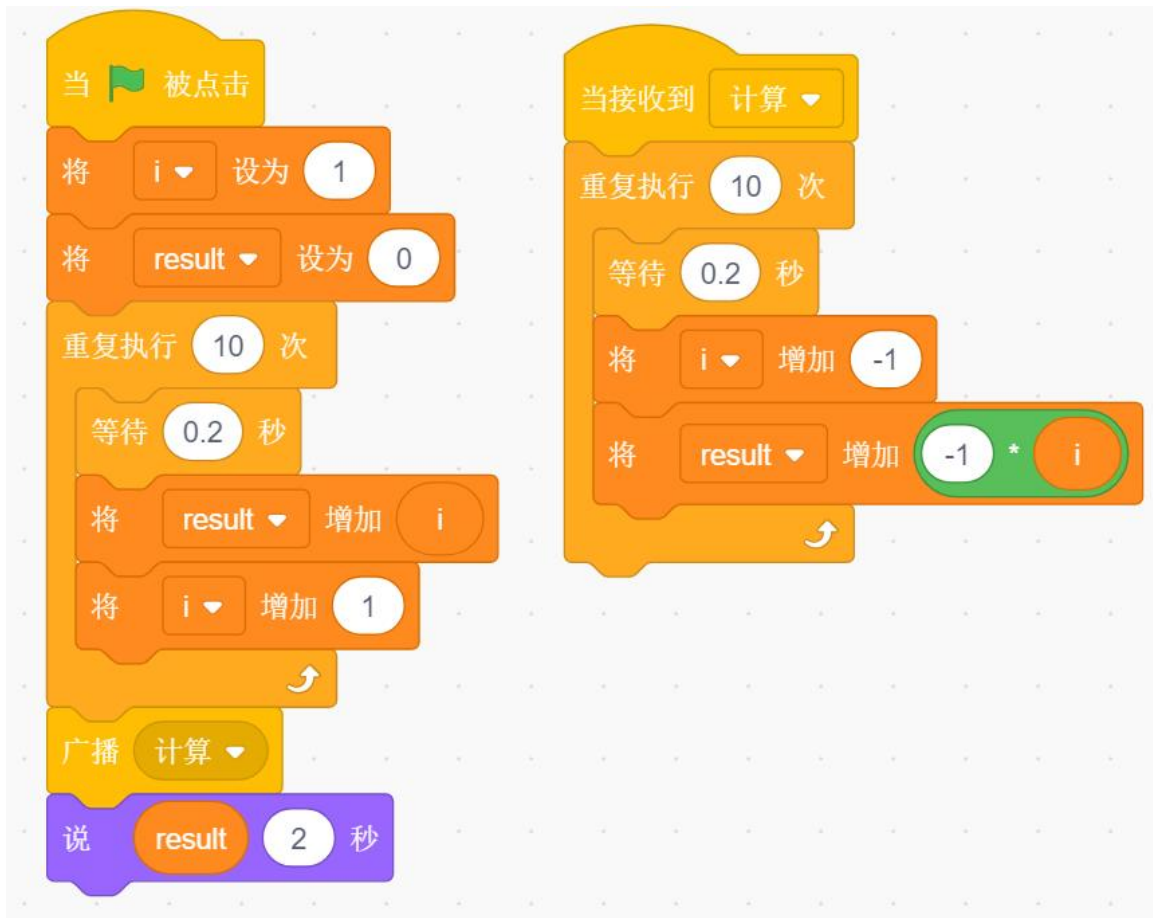 当 被点击
将 i 设为 1
将 result 设为 0
重复执行 10 次
等待 0.2 秒
将 result 增加 i
将 i 增加 1
广播 计算
说 result 2 秒
当接收到 计算
重复执行 10 次
等待 0.2 秒
将 i 增加 -1
将 result 增加 -1 * i